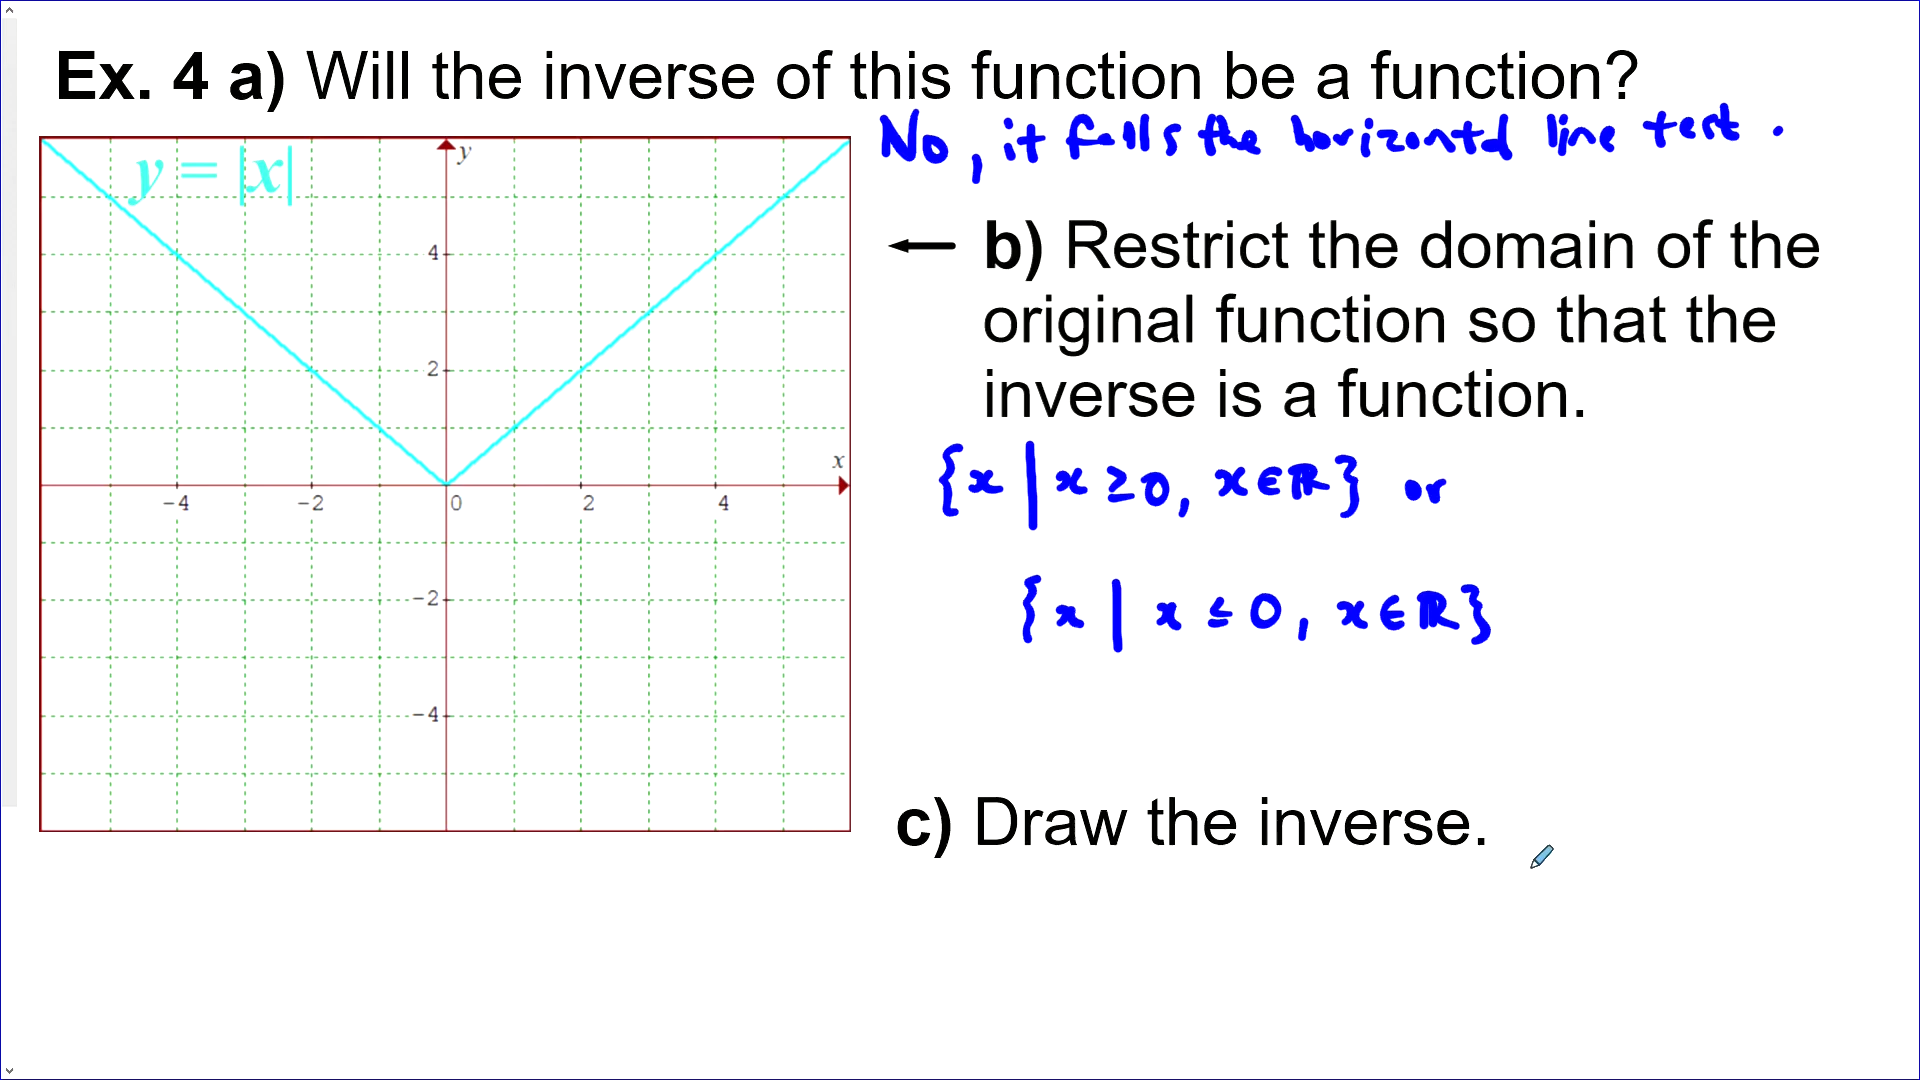 Ex. 4 a) Will the inverse of this function be a function?
No, it fails the horizontal line test.
y = |x|
y
4
2
x
-4 -2 0 2 4
-2
-4
b) Restrict the domain of the
original function so that the
inverse is a function.
{x | x ≥ 0, x ∈ ℝ} or
{x | x ≤ 0, x ∈ ℝ}
c) Draw the inverse.